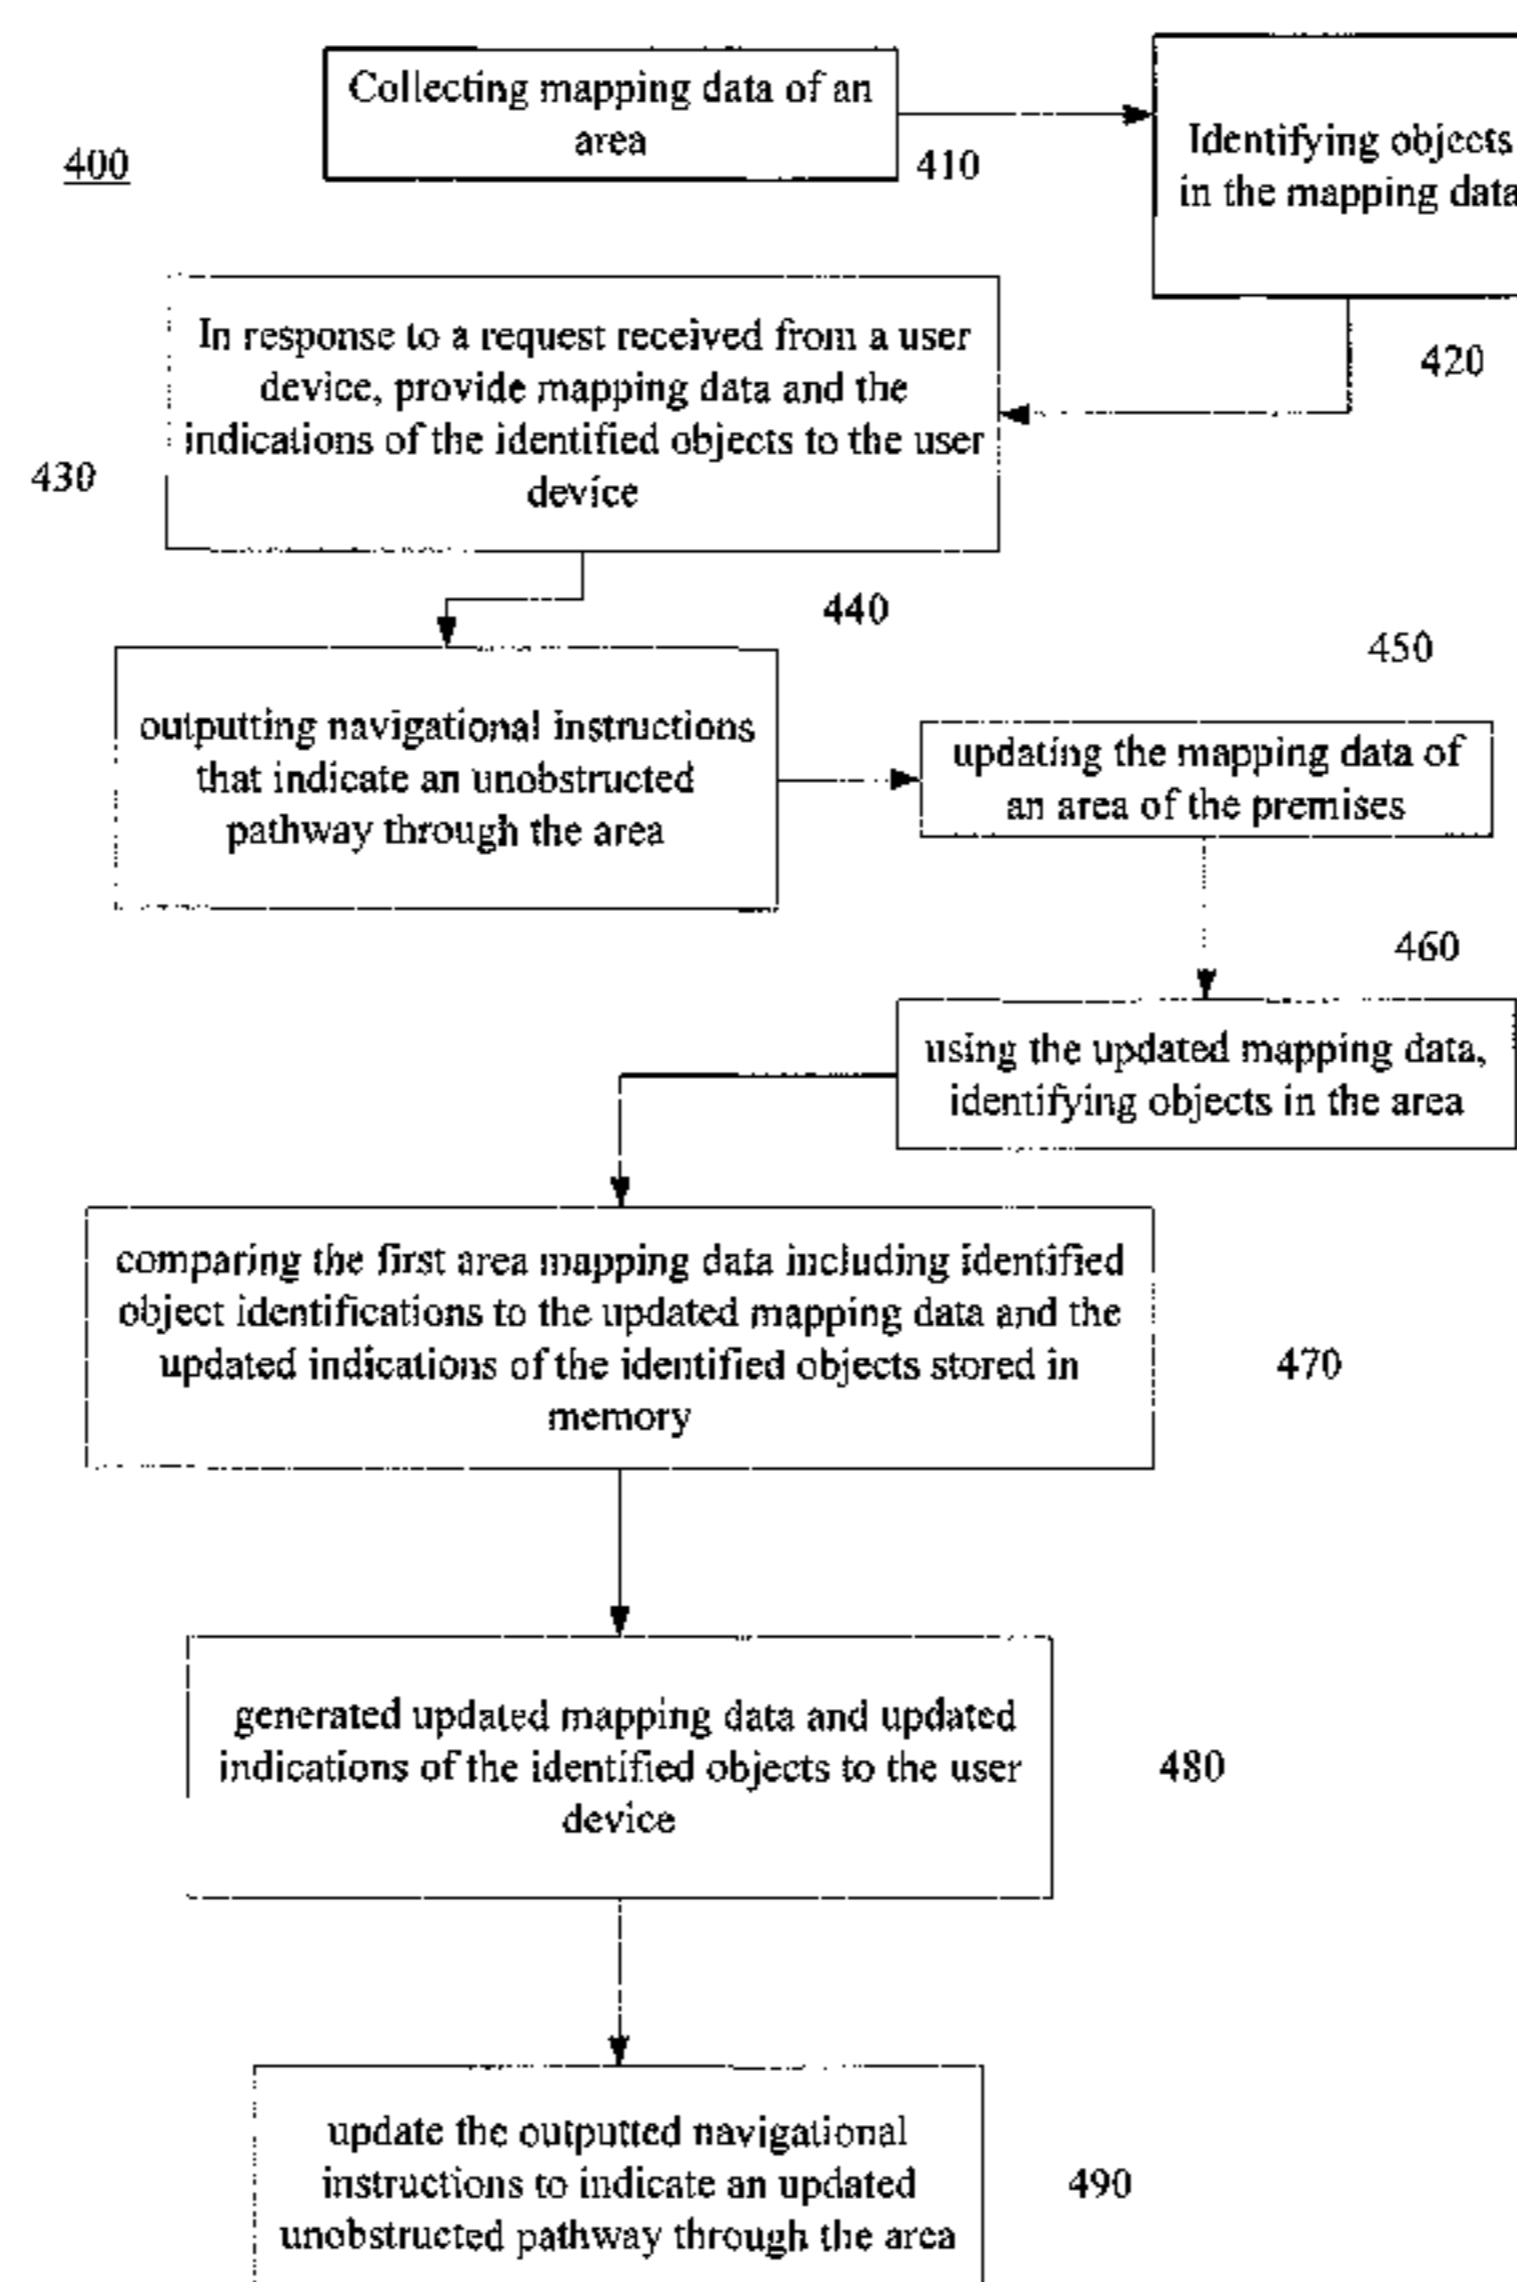 Collecting mapping data of an
area
400
410
Identifying objects
in the mapping data
420
In response to a request received from a user
device, provide mapping data and the
indications of the identified objects to the user
device
430
440
450
outputting navigational instructions
that indicate an unobstructed
pathway through the area
updating the mapping data of
an area of the premises
460
using the updated mapping data,
identifying objects in the area
comparing the first area mapping data including identified
object identifications to the updated mapping data and the
updated indications of the identified objects stored in
memory
470
generated updated mapping data and updated
indications of the identified objects to the user
device
480
update the outputted navigational
instructions to indicate an updated
unobstructed pathway through the area
490